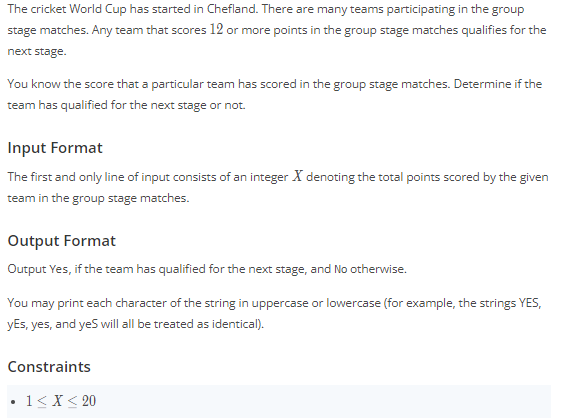 The cricket World Cup has started in Chefland. There are many teams participating in the group
stage matches. Any team that scores 12 or more points in the group stage matches qualifies for the
next stage.
You know the score that a particular team has scored in the group stage matches. Determine if the
team has qualified for the next stage or not.
Input Format
The first and only line of input consists of an integer X denoting the total points scored by the given
team in the group stage matches.
Output Format
Output Yes, if the team has qualified for the next stage, and No otherwise.
You may print each character of the string in uppercase or lowercase (for example, the strings YES,
yEs, yes, and yeS will all be treated as identical).
Constraints
• 1 ≤ X ≤ 20